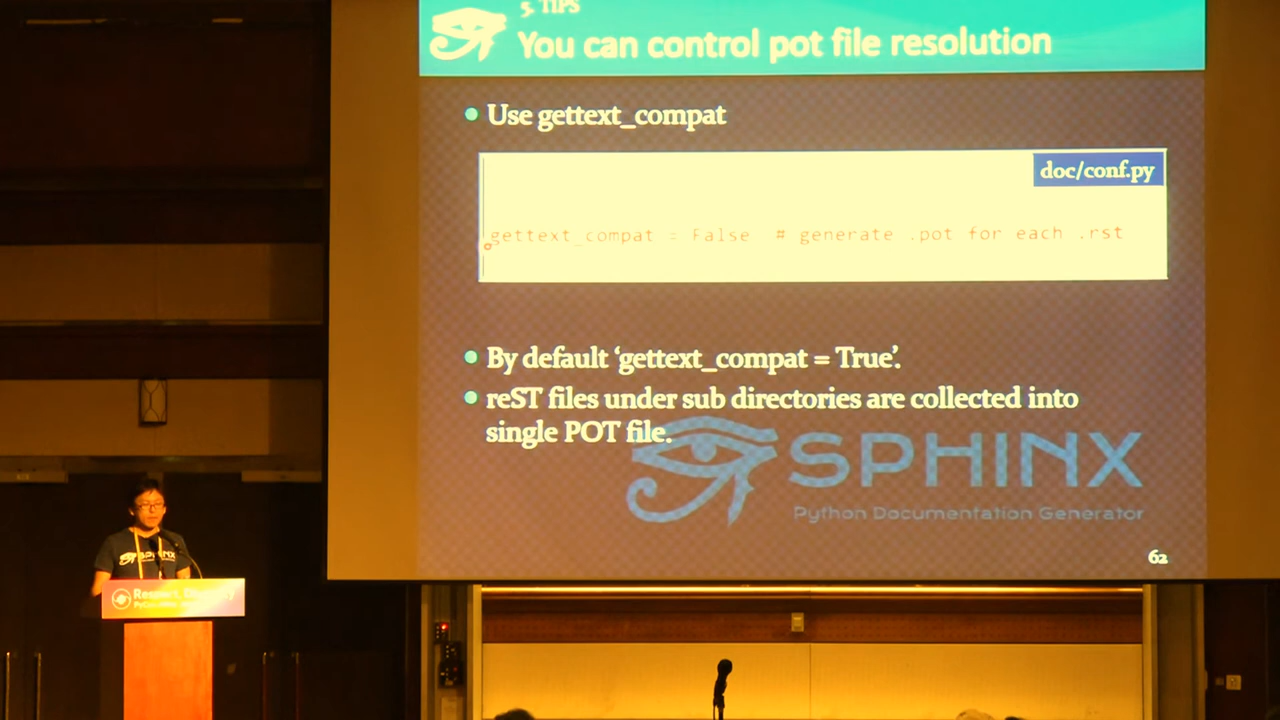 5. TIPS
You can control pot file resolution
Use gettext_compat
doc/conf.py
gettext_compat = False # generate .pot for each .rst
By default ‘gettext_compat = True’.
reST files under sub directories are collected into
single POT file.
SPHINX
Python Documentation Generator
62
SPHINX